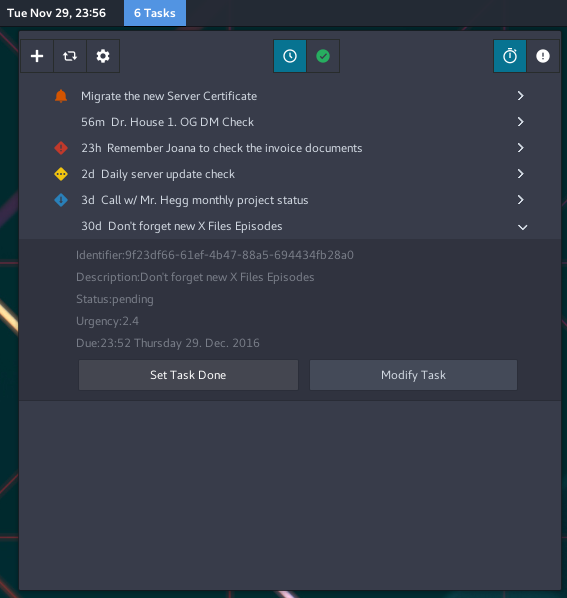 Tue Nov 29, 23:56
6 Tasks
Migrate the new Server Certificate
56m Dr. House 1. OG DM Check
23h Remember Joana to check the invoice documents
2d Daily server update check
3d Call w/ Mr. Hegg monthly project status
30d Don't forget new X Files Episodes
Identifier:9f23df66-61ef-4b47-88a5-694434fb28a0
Description:Don't forget new X Files Episodes
Status:pending
Urgency:2.4
Due:23:52 Thursday 29. Dec. 2016
Set Task Done
Modify Task